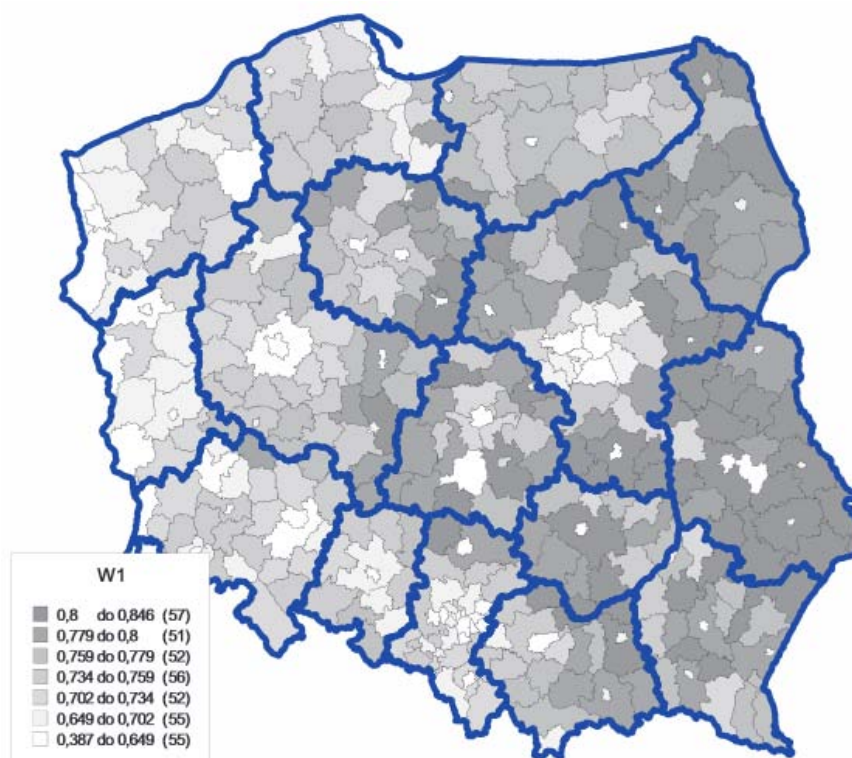 W1
0,8 do 0,846 (57)
0,779 do 0,8 (51)
0,759 do 0,779 (52)
0,734 do 0,759 (56)
0,702 do 0,734 (52)
0,649 do 0,702 (55)
0,387 do 0,649 (55)